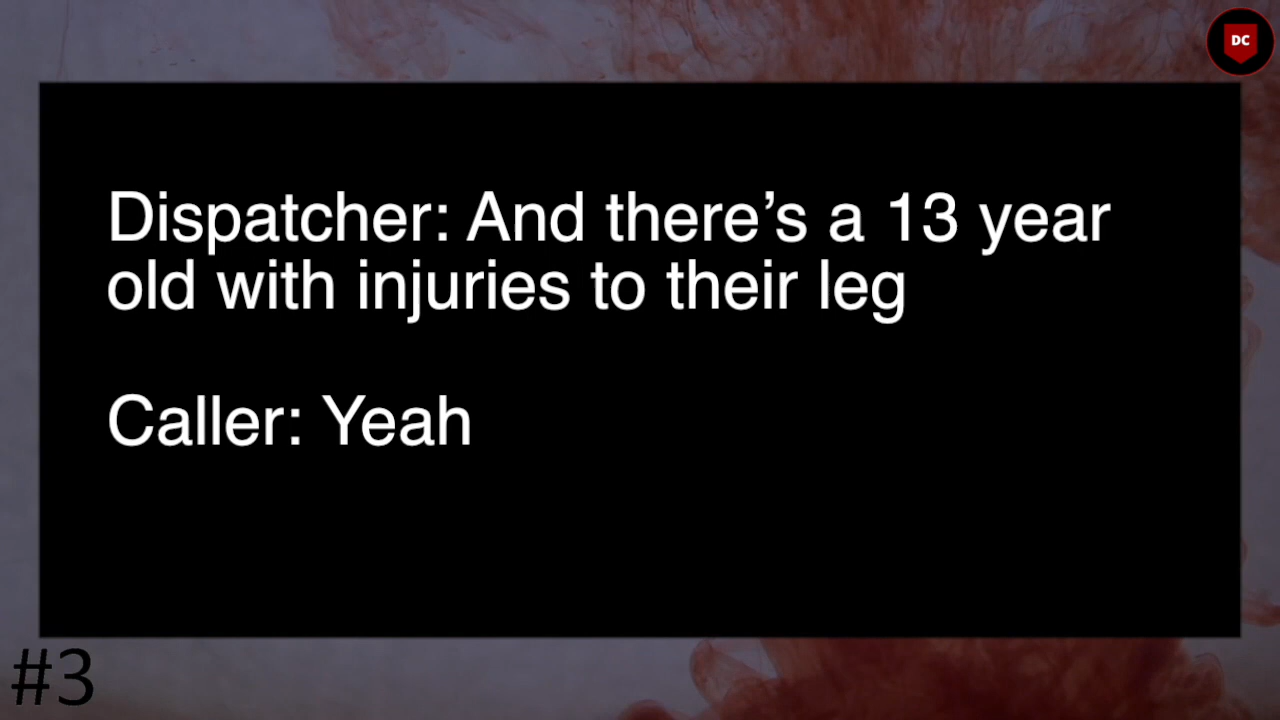 DC
Dispatcher: And there’s a 13 year
old with injuries to their leg
Caller: Yeah
#3